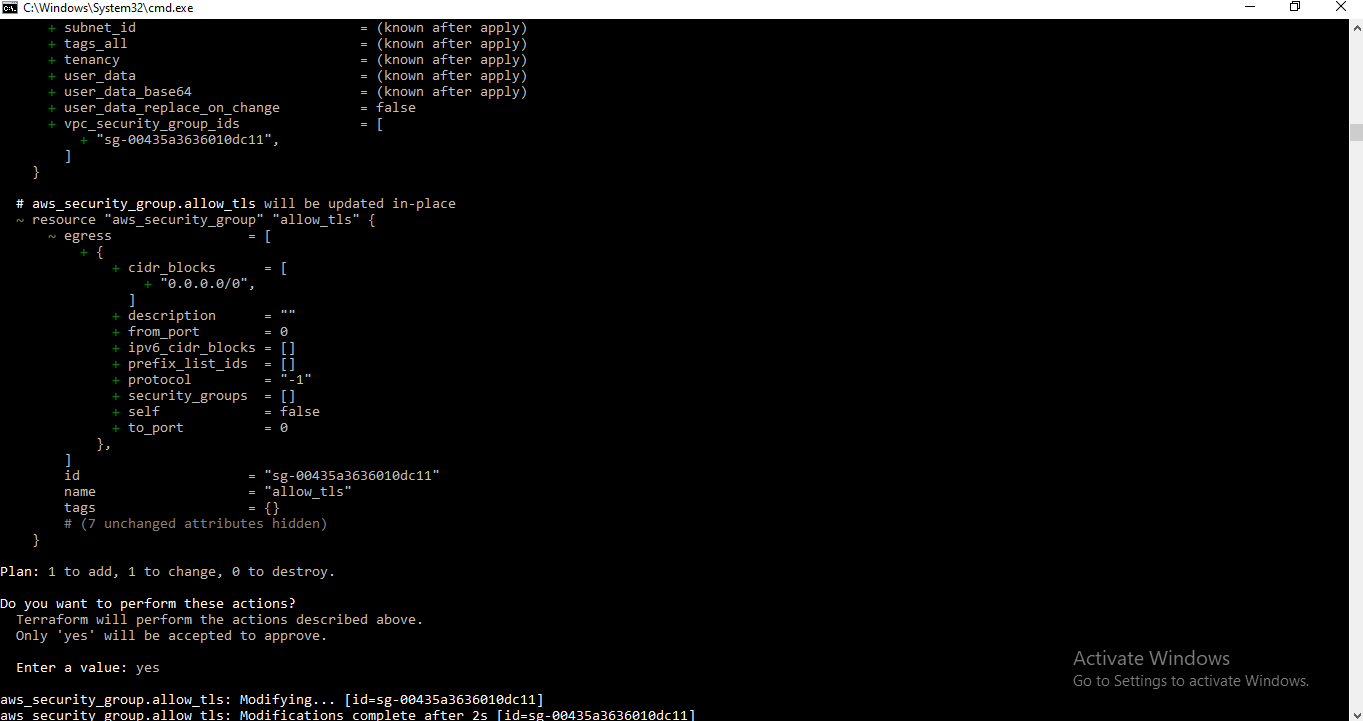 C:\Windows\System32\cmd.exe
+ subnet_id = (known after apply)
+ tags_all = (known after apply)
+ tenancy = (known after apply)
+ user_data = (known after apply)
+ user_data_base64 = (known after apply)
+ user_data_replace_on_change = false
+ vpc_security_group_ids = [
+ "sg-00435a3636010dc11",
]
}
# aws_security_group.allow_tls will be updated in-place
~ resource "aws_security_group" "allow_tls" {
~ egress = [
+ {
+ cidr_blocks = [
+ "0.0.0.0/0",
]
+ description = ""
+ from_port = 0
+ ipv6_cidr_blocks = []
+ prefix_list_ids = []
+ protocol = "-1"
+ security_groups = []
+ self = false
+ to_port = 0
},
]
id = "sg-00435a3636010dc11"
name = "allow_tls"
tags = {}
# (7 unchanged attributes hidden)
}
Plan: 1 to add, 1 to change, 0 to destroy.
Do you want to perform these actions?
Terraform will perform the actions described above.
Only 'yes' will be accepted to approve.
Enter a value: yes
Activate Windows
Go to Settings to activate Windows.
aws_security_group.allow_tls: Modifying... [id=sg-00435a3636010dc11]
aws_security_group.allow_tls: Modifications complete after 2s [id=sg-00435a3636010dc11]